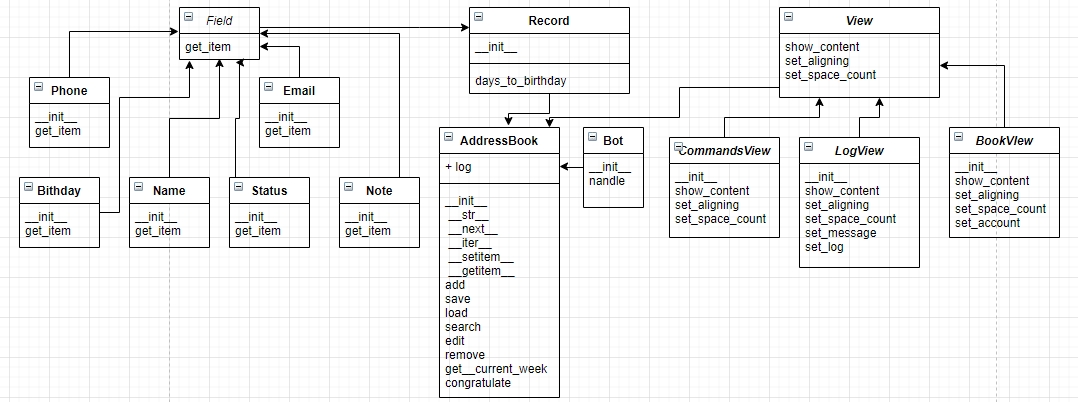 Field
get_item
Record
__init__
days_to_birthday
View
show_content
set_aligning
set_space_count
Phone
__init__
get_item
Email
__init__
get_item
Bithday
__init__
get_item
Name
__init__
get_item
Status
__init__
get_item
Note
__init__
get_item
AddressBook
+ log
__init__
__str__
__next__
__iter__
__setitem__
__getitem__
add
save
load
search
edit
remove
get__current_week
congratulate
Bot
__init__
nandle
CommandsView
__init__
show_content
set_aligning
set_space_count
LogView
__init__
show_content
set_aligning
set_space_count
set_message
set_log
BookVIew
__init__
show_content
set_aligning
set_space_count
set_account